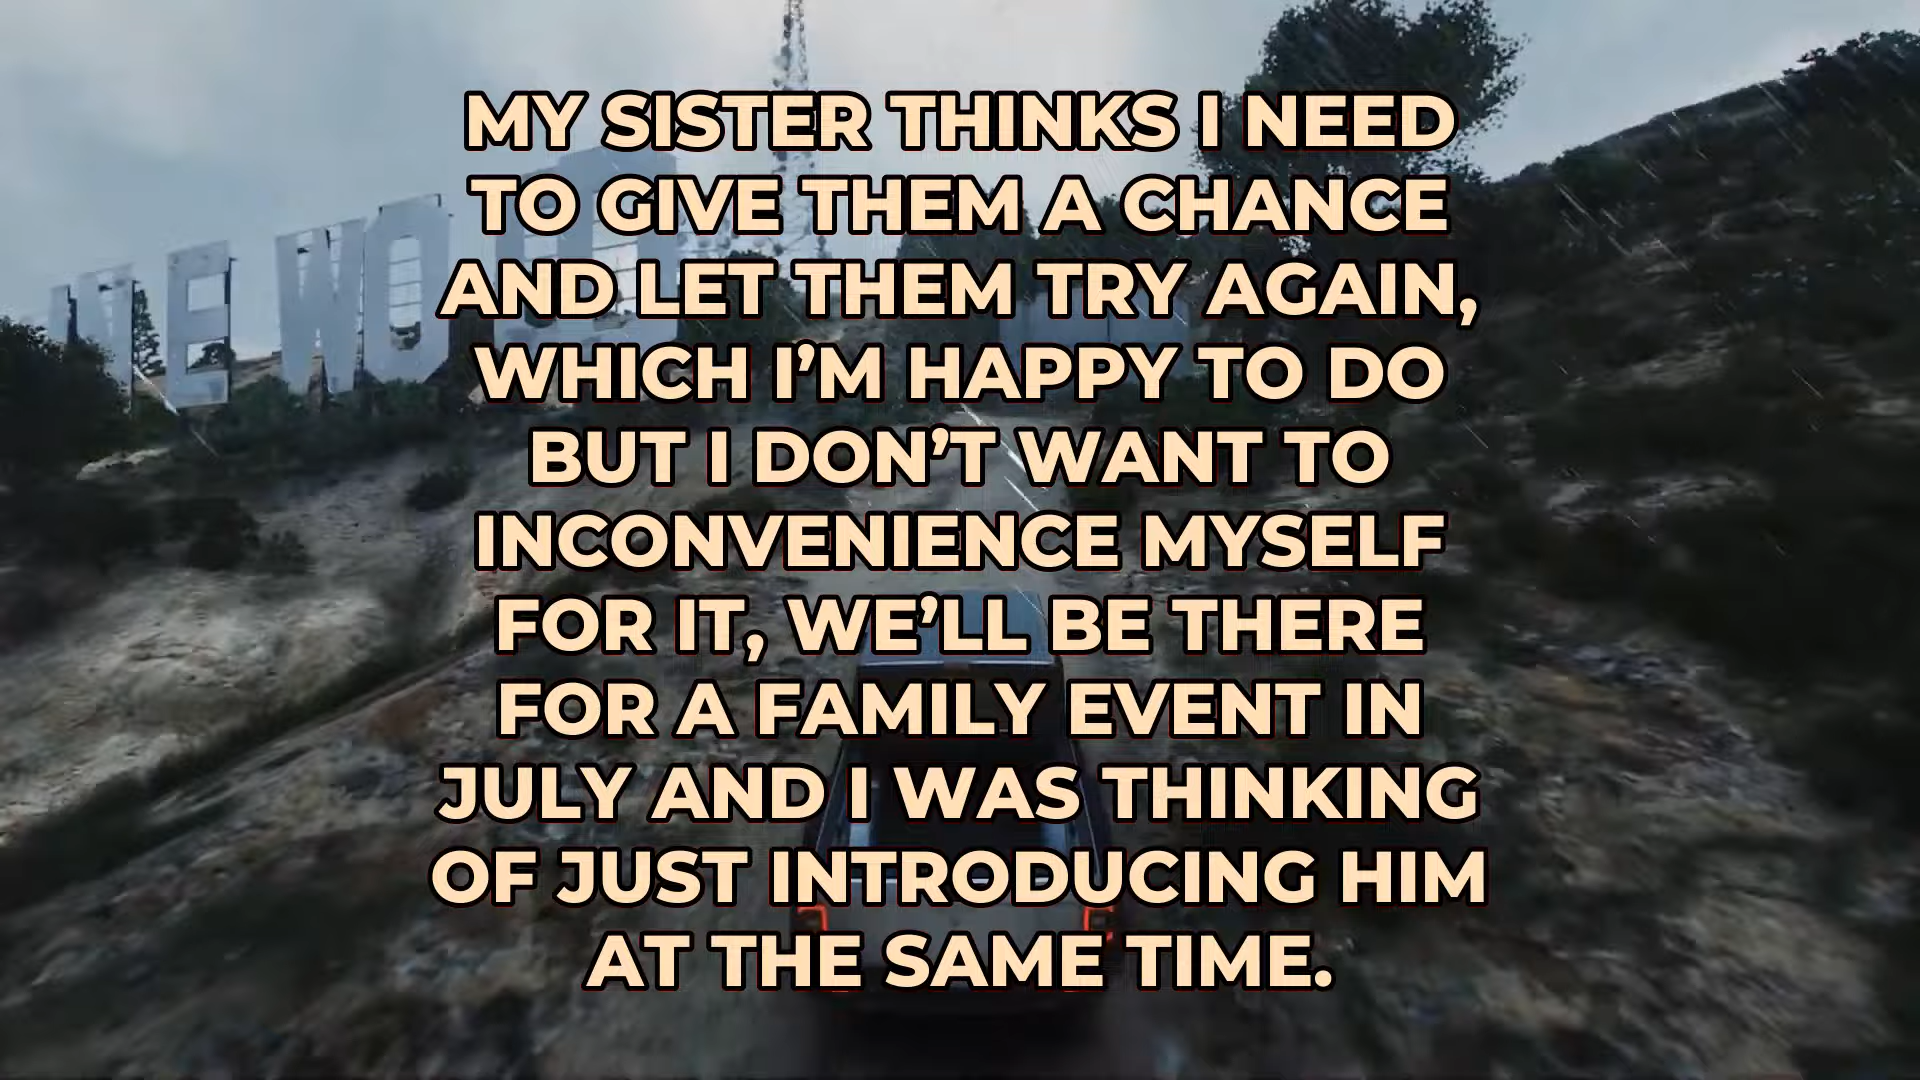 MY SISTER THINKS I NEED
TO GIVE THEM A CHANCE
AND LET THEM TRY AGAIN,
WHICH I’M HAPPY TO DO
BUT I DON’T WANT TO
INCONVENIENCE MYSELF
FOR IT, WE’LL BE THERE
FOR A FAMILY EVENT IN
JULY AND I WAS THINKING
OF JUST INTRODUCING HIM
AT THE SAME TIME.